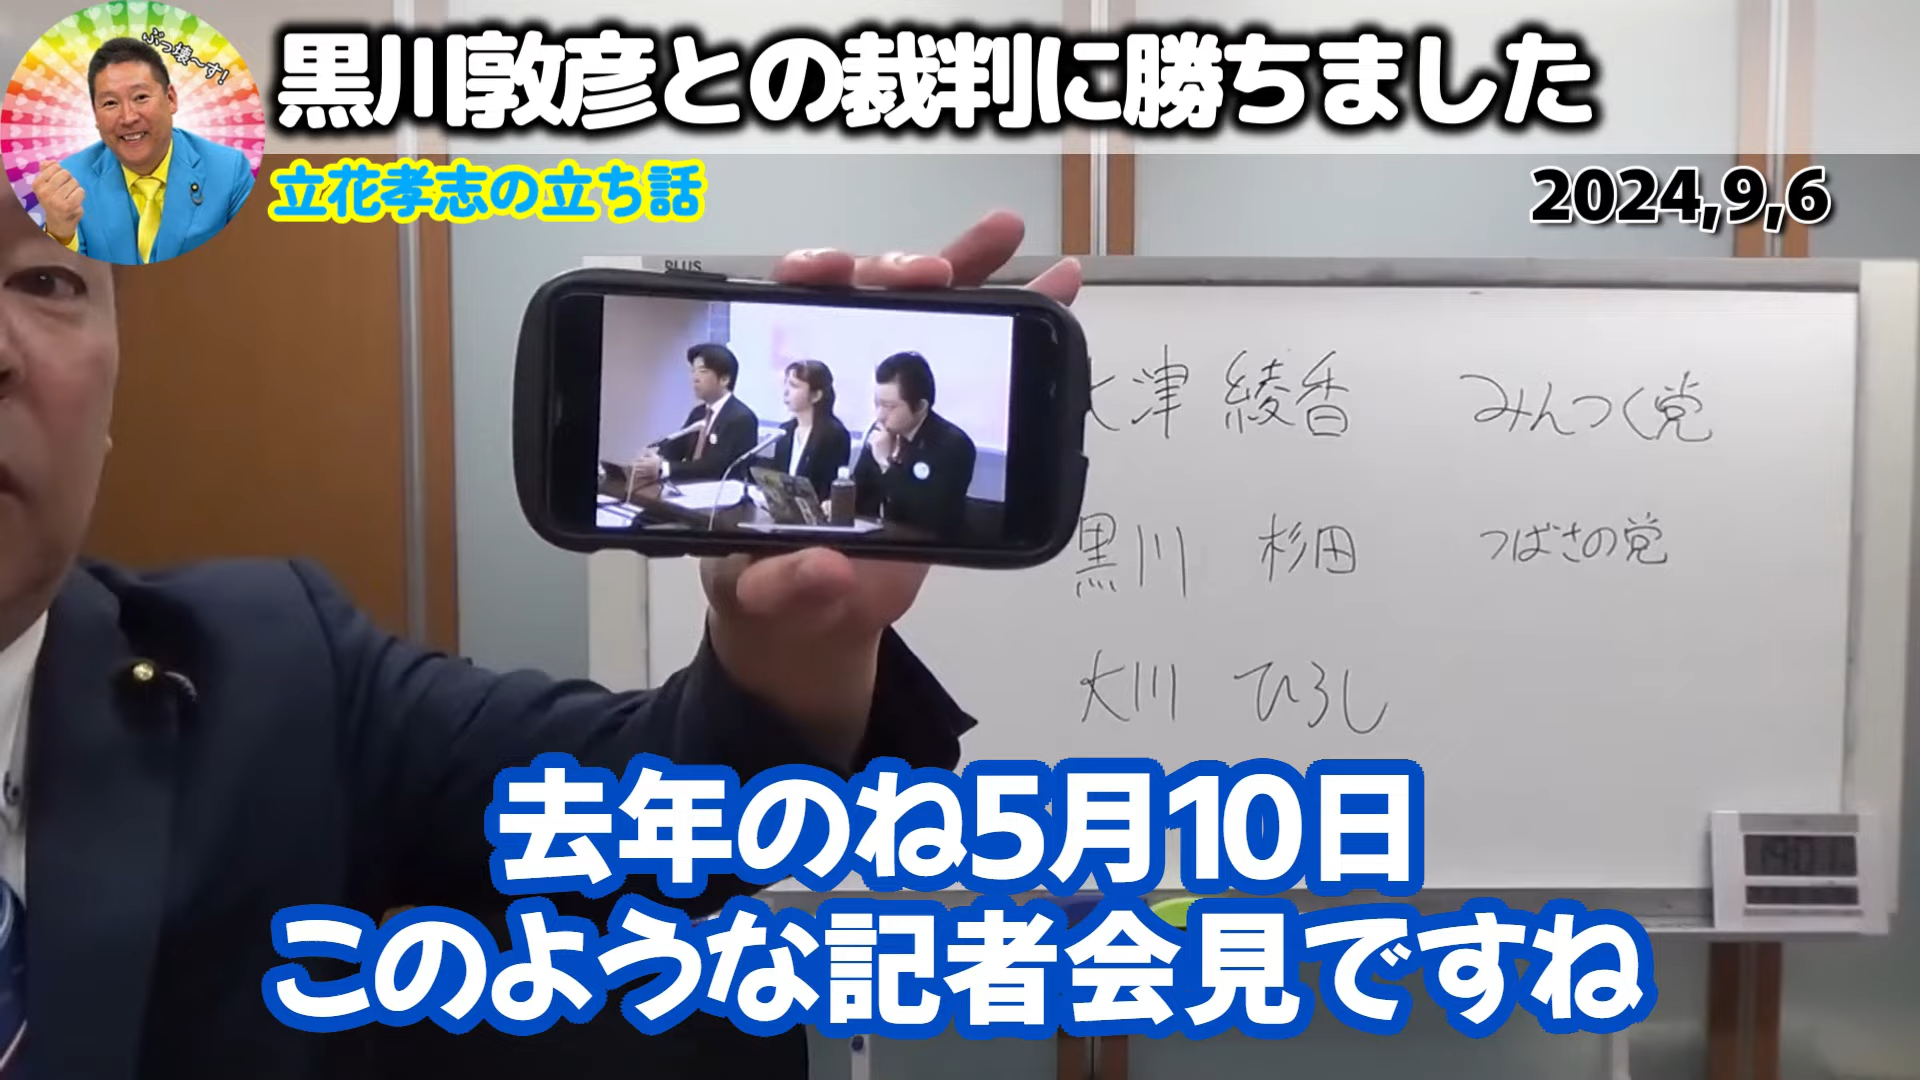 ぶっ壊〜す!
黒川敦彦との裁判に勝ちました
立花孝志の立ち話
2024,9,6
PLUS
大津 綾香 みんつく党
黒川 杉田 つばさの党
大川 ひろし
去年のね5月10日
このような記者会見ですね